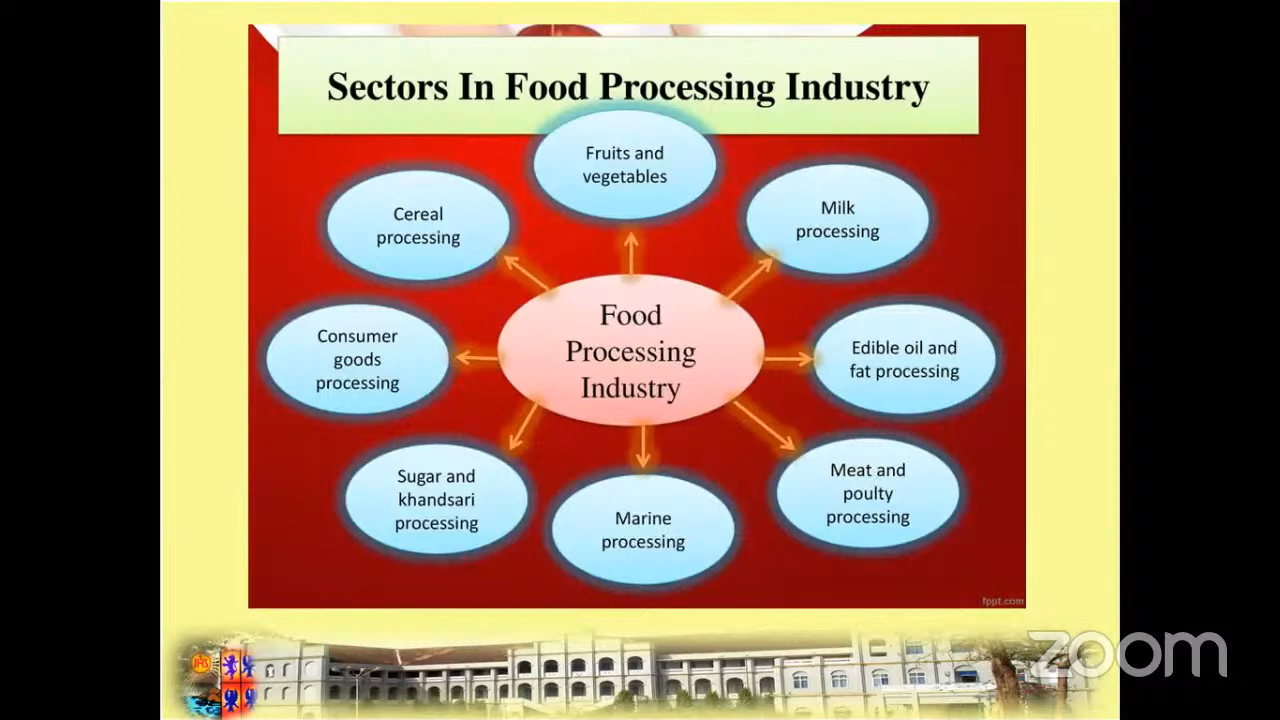 Sectors In Food Processing Industry
Fruits and
vegetables
Milk
processing
Edible oil and
fat processing
Meat and
poulty
processing
Marine
processing
Sugar and
khandsari
processing
Consumer
goods
processing
Cereal
processing
Food
Processing
Industry
fppt.com
JHS
zoom